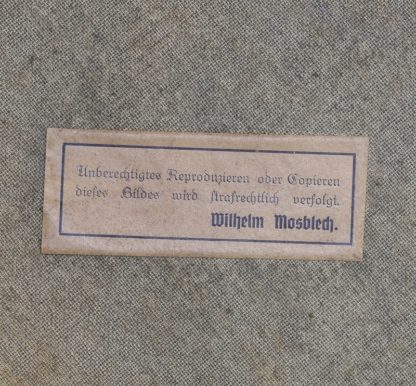 Unberechtigtes Reproduzieren oder Copieren
dieses Bildes wird strafrechtlich verfolgt.
Wilhelm Mosblech.